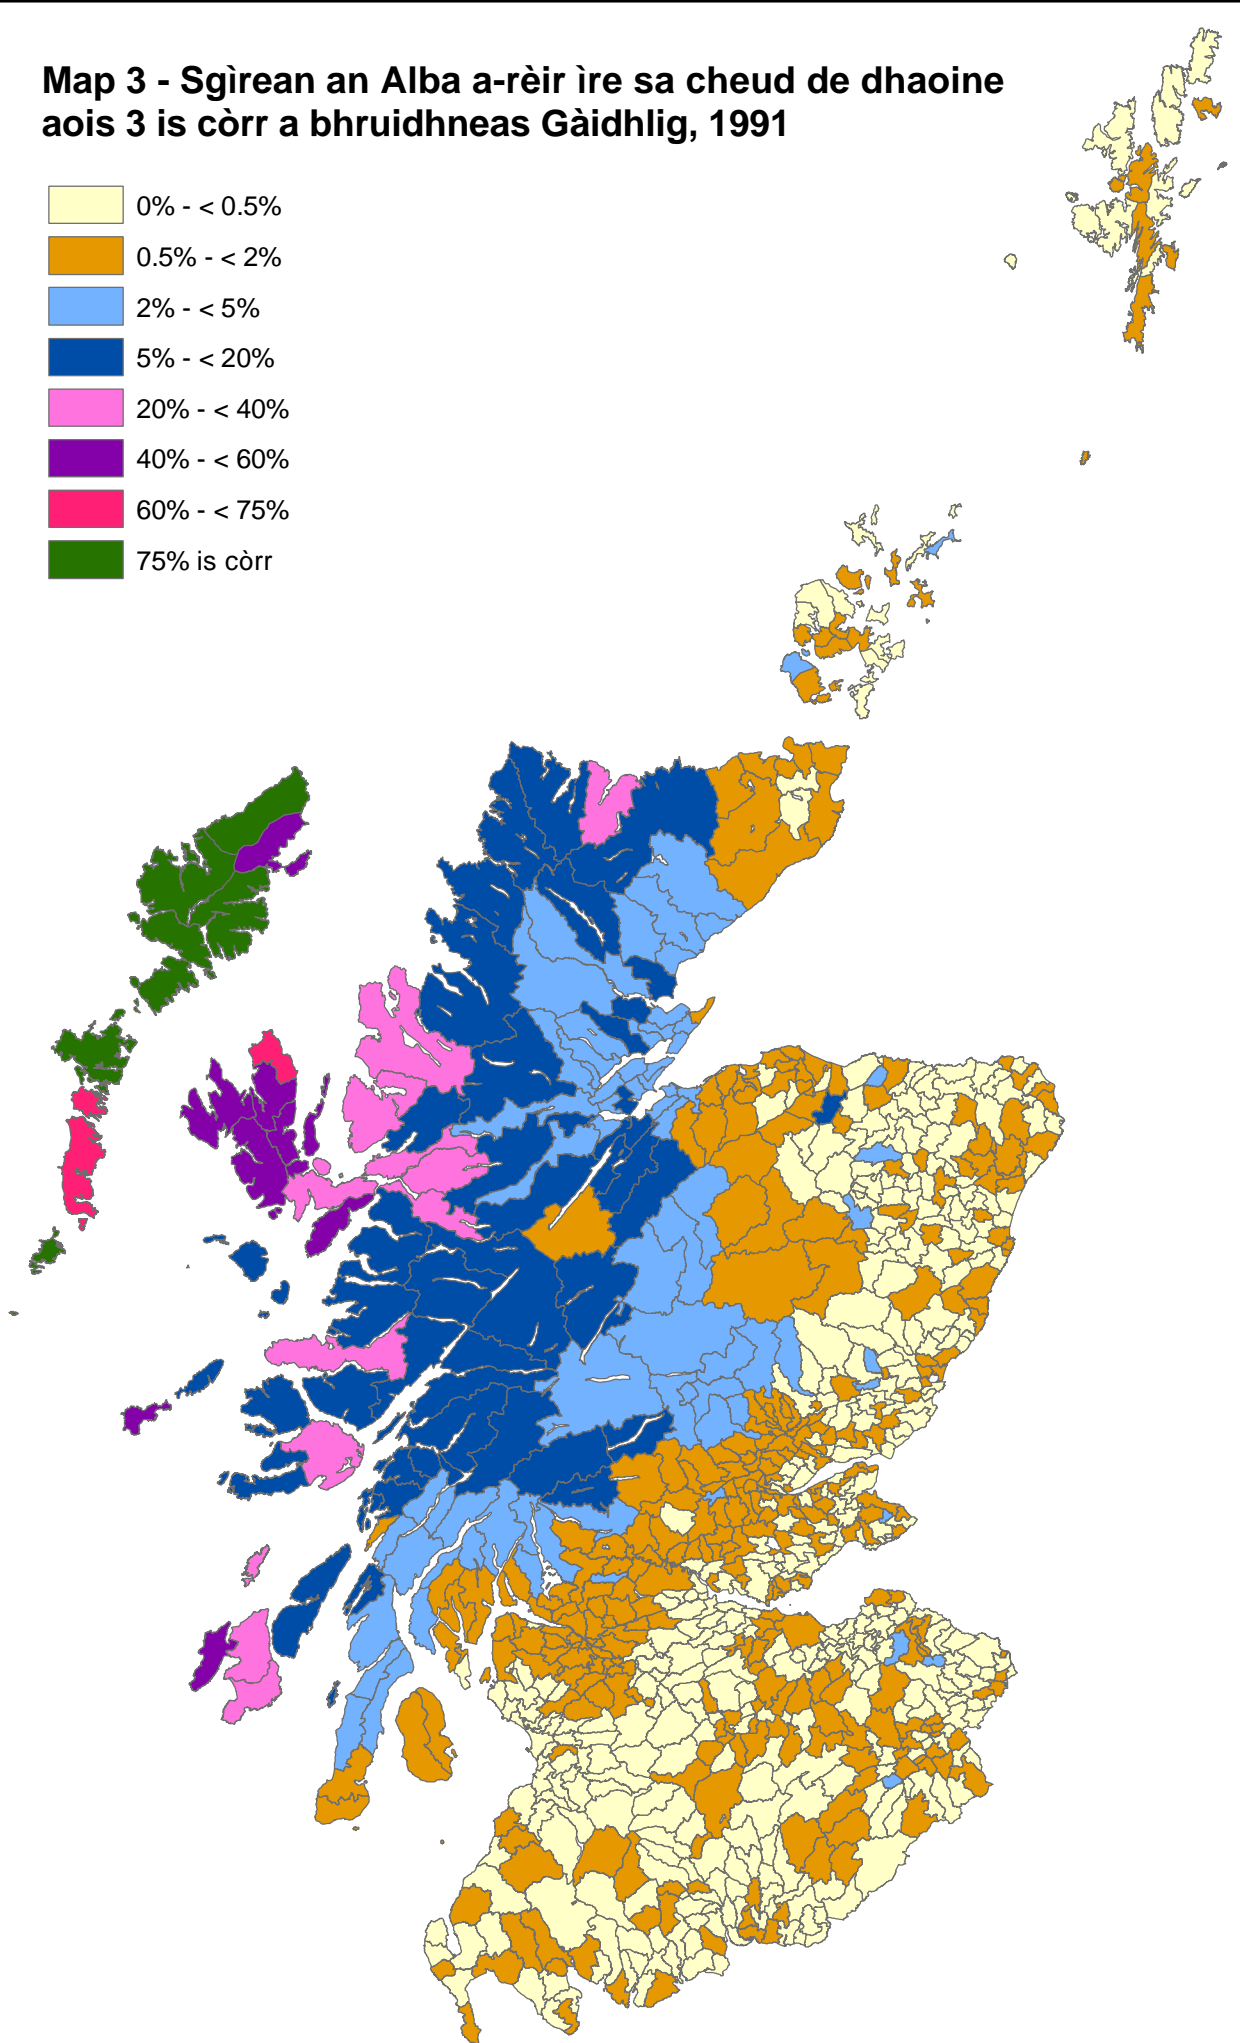 Map 3 - Sgìrean an Alba a-rèir ìre sa cheud de dhaoine
aois 3 is còrr a bhruidhneas Gàidhlig, 1991
0% - < 0.5%
0.5% - < 2%
2% - < 5%
5% - < 20%
20% - < 40%
40% - < 60%
60% - < 75%
75% is còrr